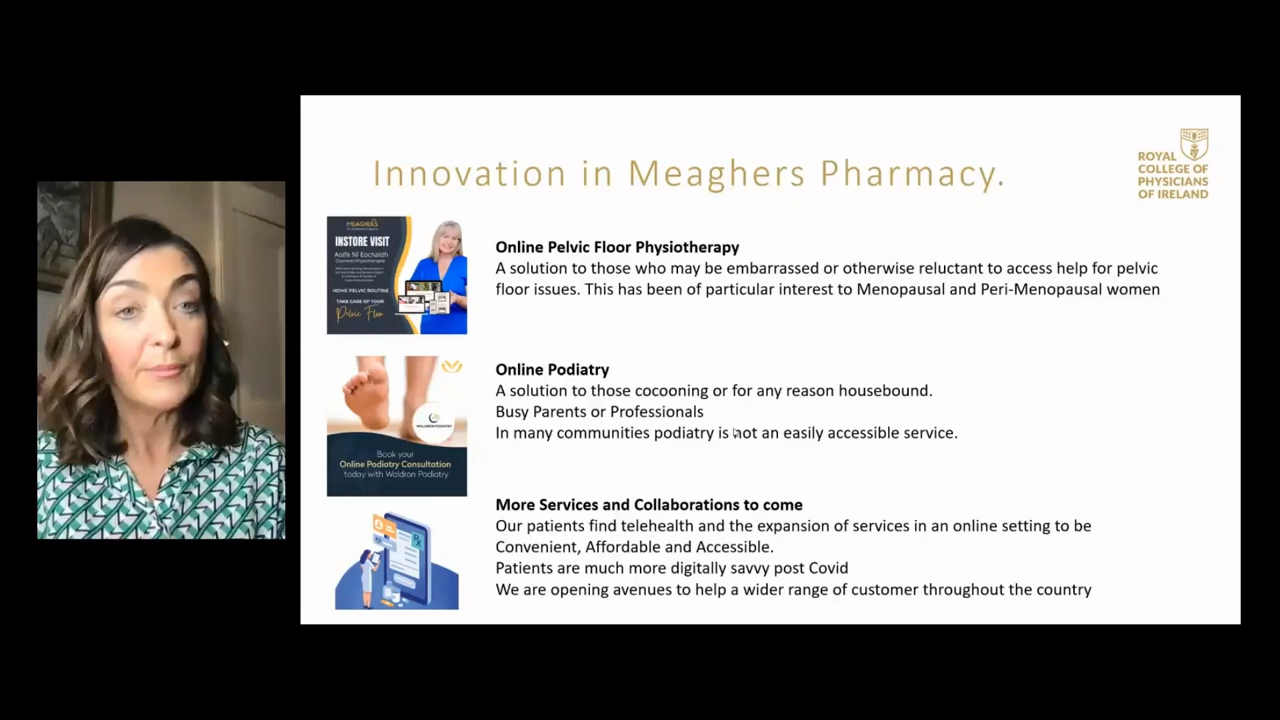 Innovation in Meaghers Pharmacy.
ROYAL
COLLEGE OF
PHYSICIANS
OF IRELAND
MEAGHERS
INSTORE VISIT
Aoife Ní Eochaidh
Chartered Physiotherapist
HOME PELVIC ROUTINE
TAKE CARE OF YOUR
Pelvic Floor
Online Pelvic Floor Physiotherapy
A solution to those who may be embarrassed or otherwise reluctant to access help for pelvic
floor issues. This has been of particular interest to Menopausal and Peri-Menopausal women
WALDRON PODIATRY
Book your
Online Podiatry Consultation
today with Waldron Podiatry
Online Podiatry
A solution to those cocooning or for any reason housebound.
Busy Parents or Professionals
In many communities podiatry is not an easily accessible service.
Rx
More Services and Collaborations to come
Our patients find telehealth and the expansion of services in an online setting to be
Convenient, Affordable and Accessible.
Patients are much more digitally savvy post Covid
We are opening avenues to help a wider range of customer throughout the country